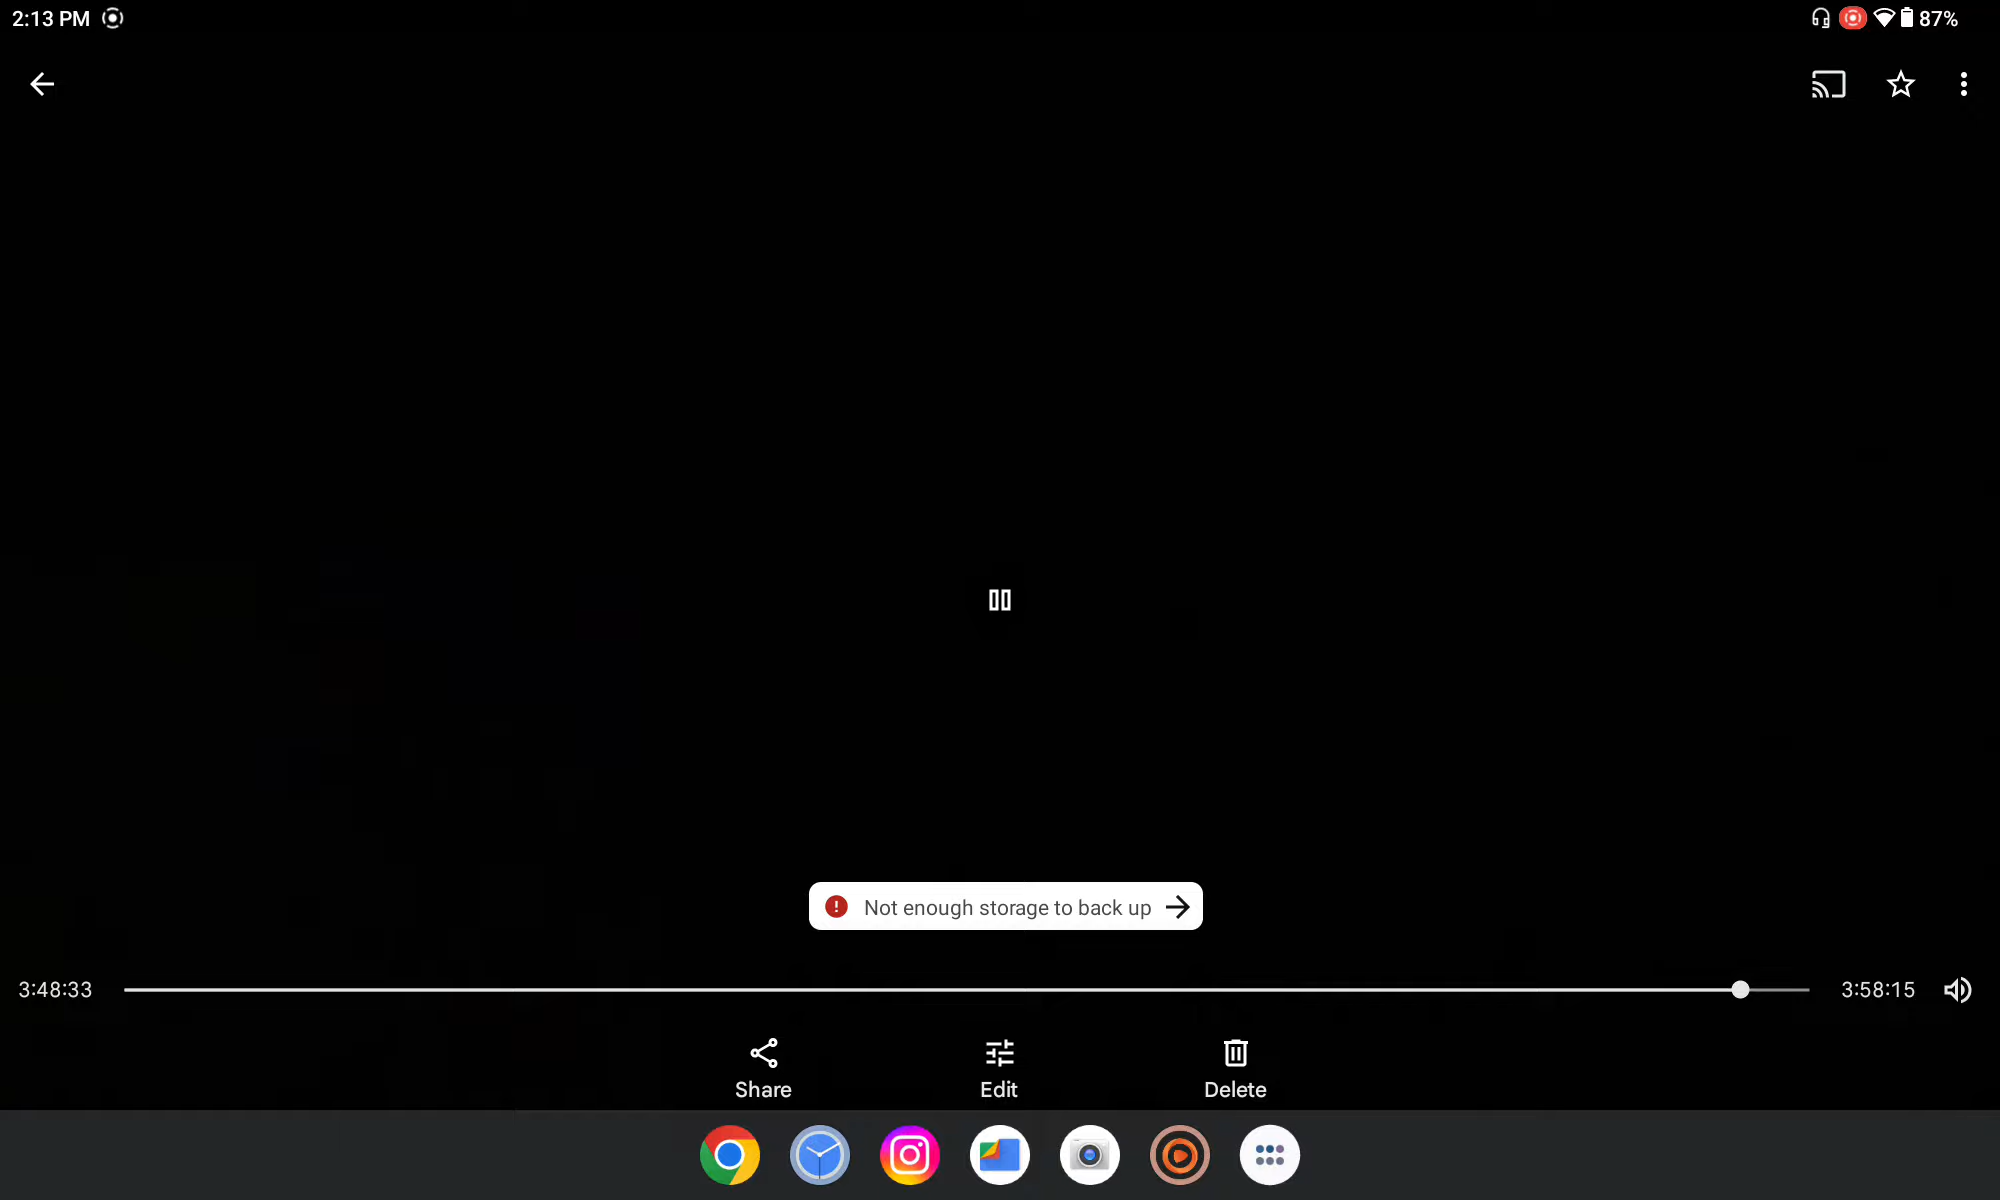 2:13 PM
87%
Not enough storage to back up
3:48:33
3:58:15
Share
Edit
Delete